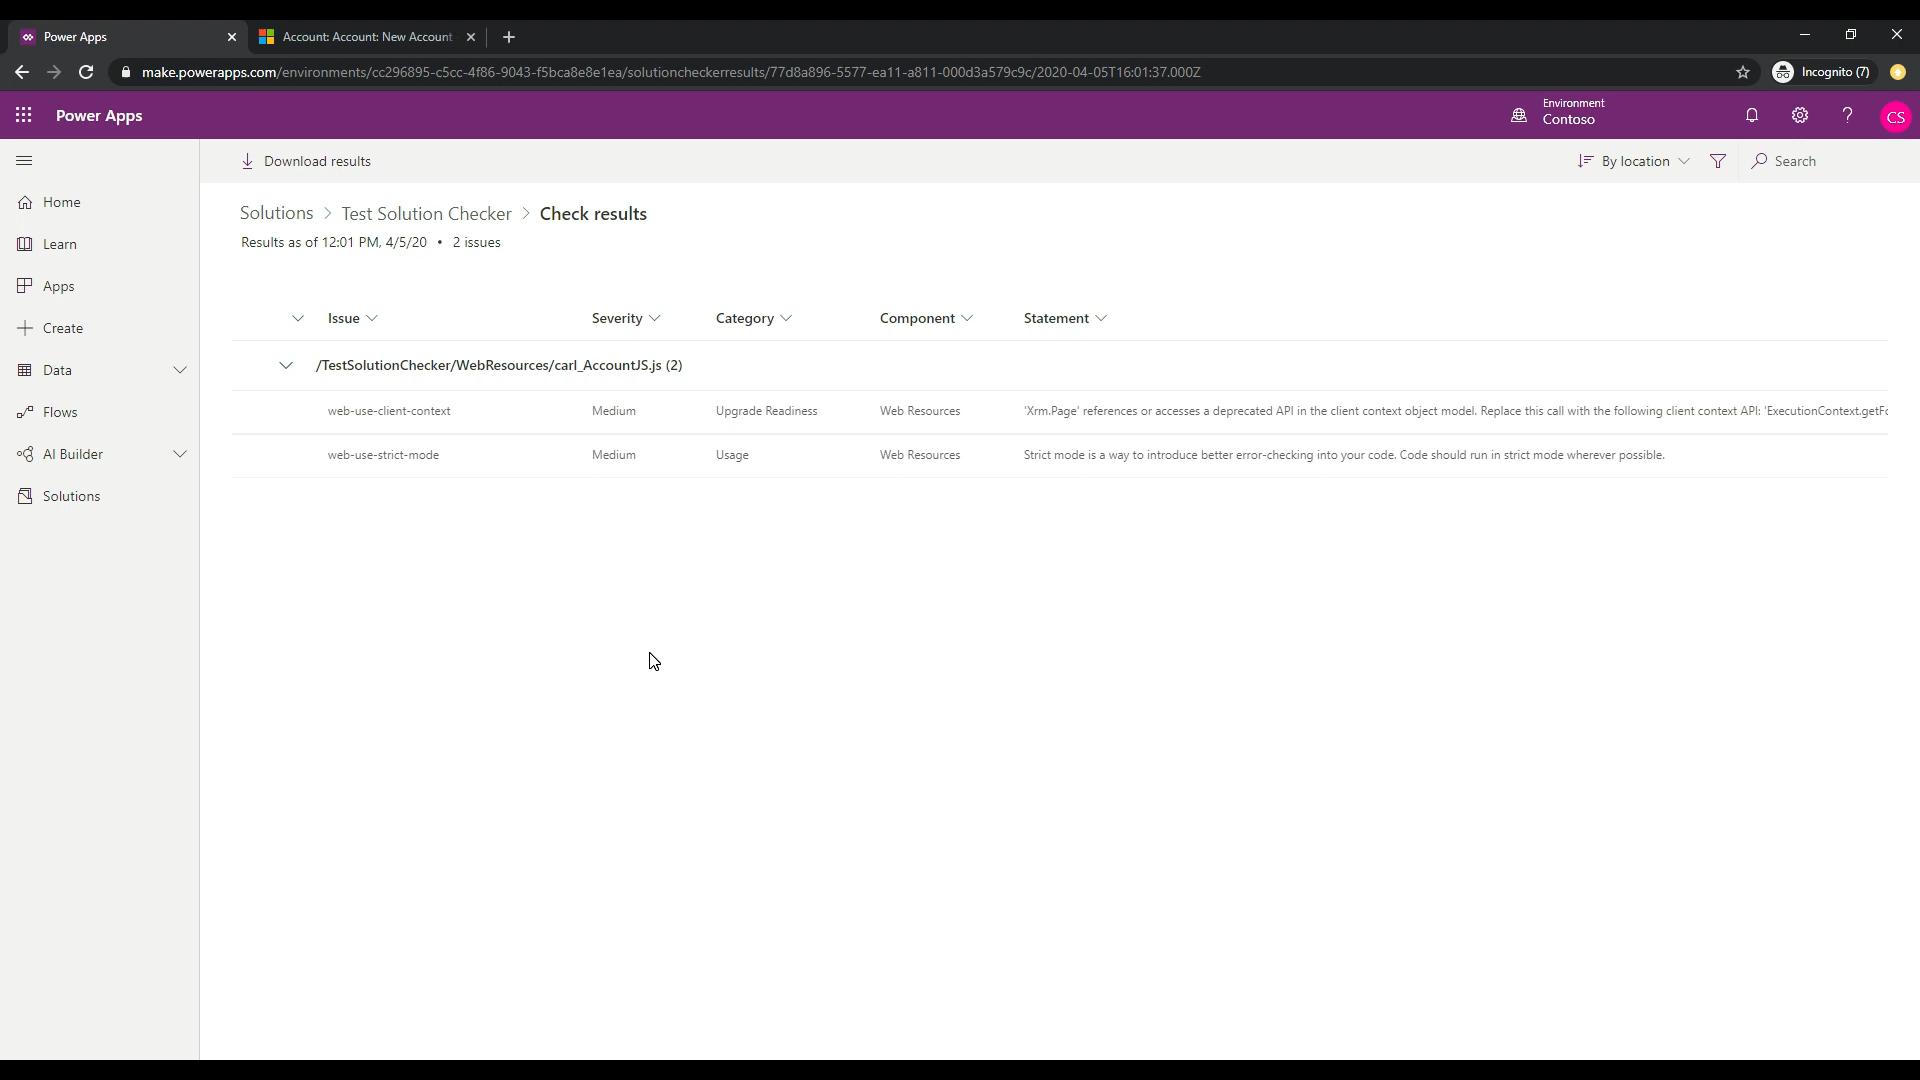 Power Apps
Account: Account: New Account
make.powerapps.com/environments/cc296895-c5cc-4f86-9043-f5bca8e8e1ea/solutioncheckerresults/77d8a896-5577-ea11-a811-000d3a579c9c/2020-04-05T16:01:37.000Z
Incognito (7)
Power Apps
Environment
Contoso
CS
Download results
By location
Search
Home
Learn
Apps
Create
Data
Flows
AI Builder
Solutions
Solutions > Test Solution Checker > Check results
Results as of 12:01 PM, 4/5/20 • 2 issues
Issue Severity Category Component Statement
/TestSolutionChecker/WebResources/carl_AccountJS.js (2)
web-use-client-context Medium Upgrade Readiness Web Resources 'Xrm.Page' references or accesses a deprecated API in the client context object model. Replace this call with the following client context API: 'ExecutionContext.getFo
web-use-strict-mode Medium Usage Web Resources Strict mode is a way to introduce better error-checking into your code. Code should run in strict mode wherever possible.